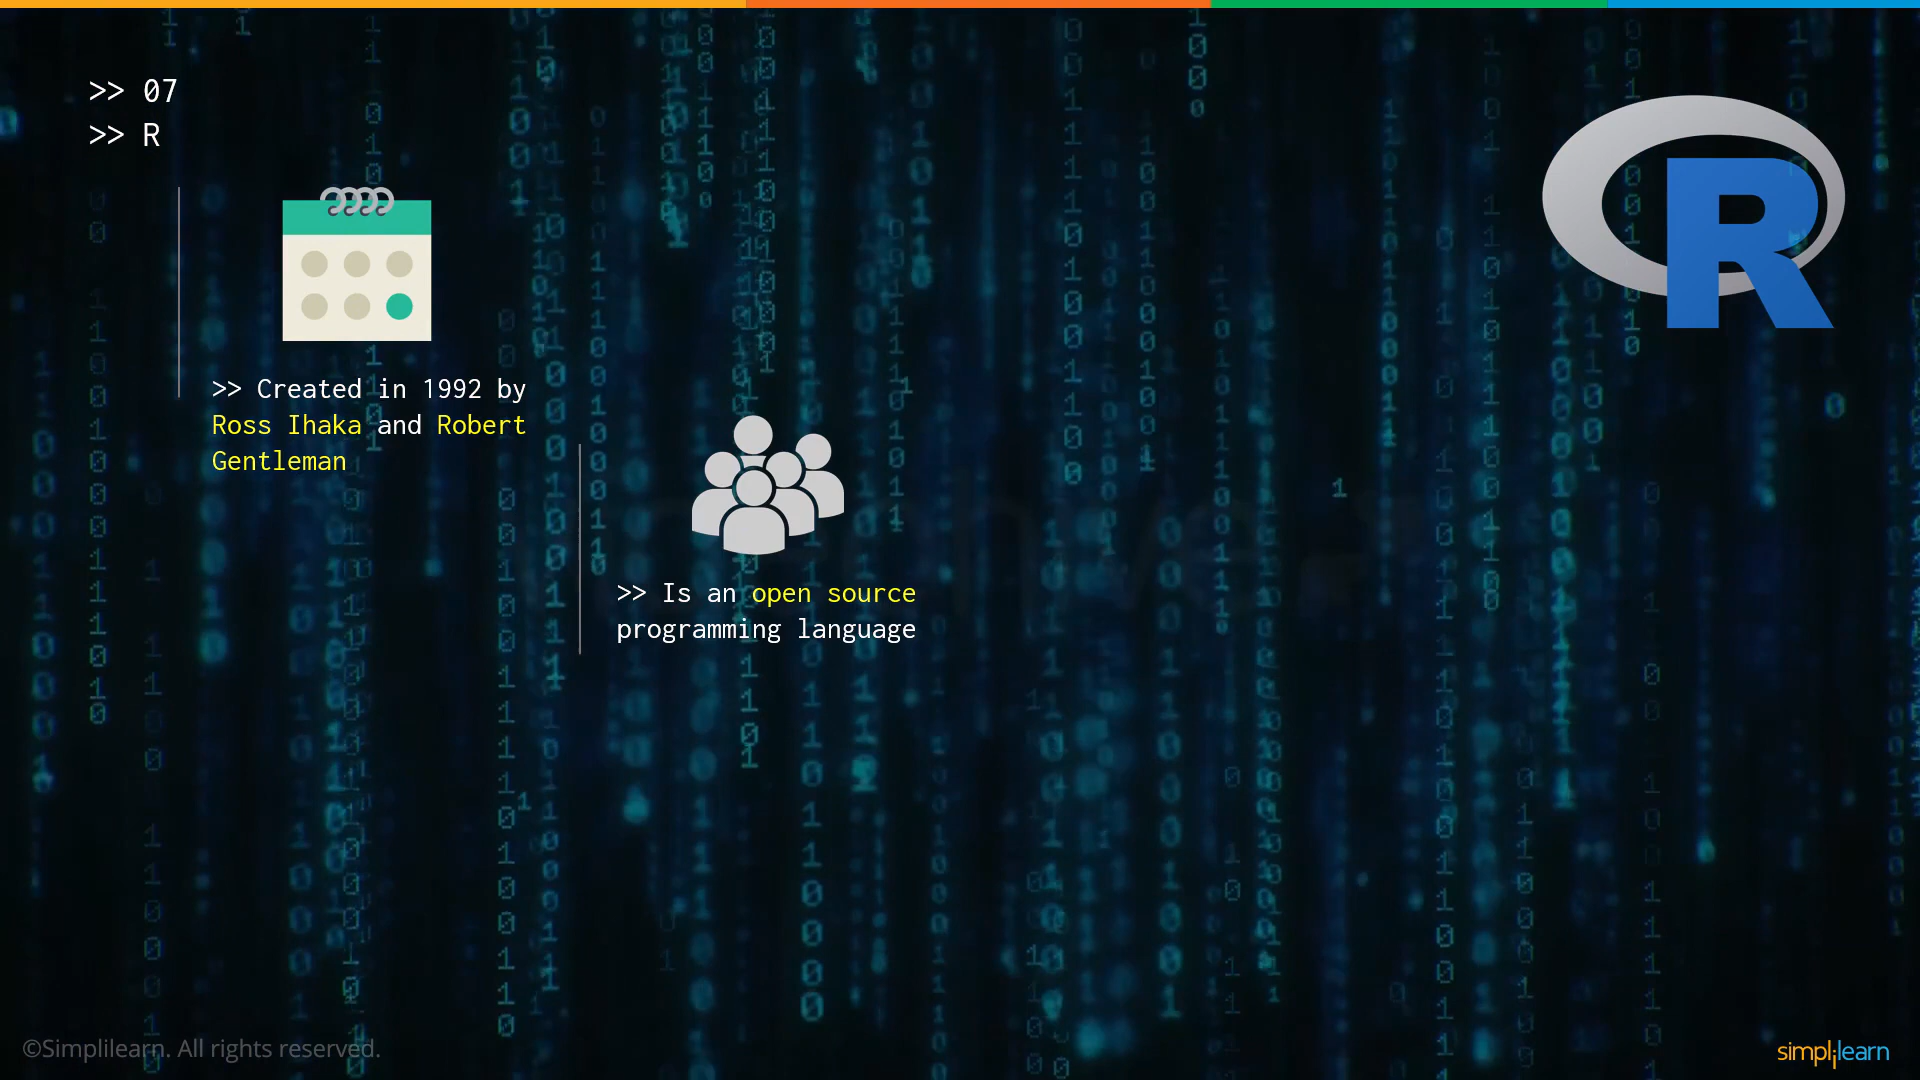 >> 07
>> R
R
>> Created in 1992 by
Ross Ihaka and Robert
Gentleman
>> Is an open source
programming language
©Simplilearn. All rights reserved.
simplilearn